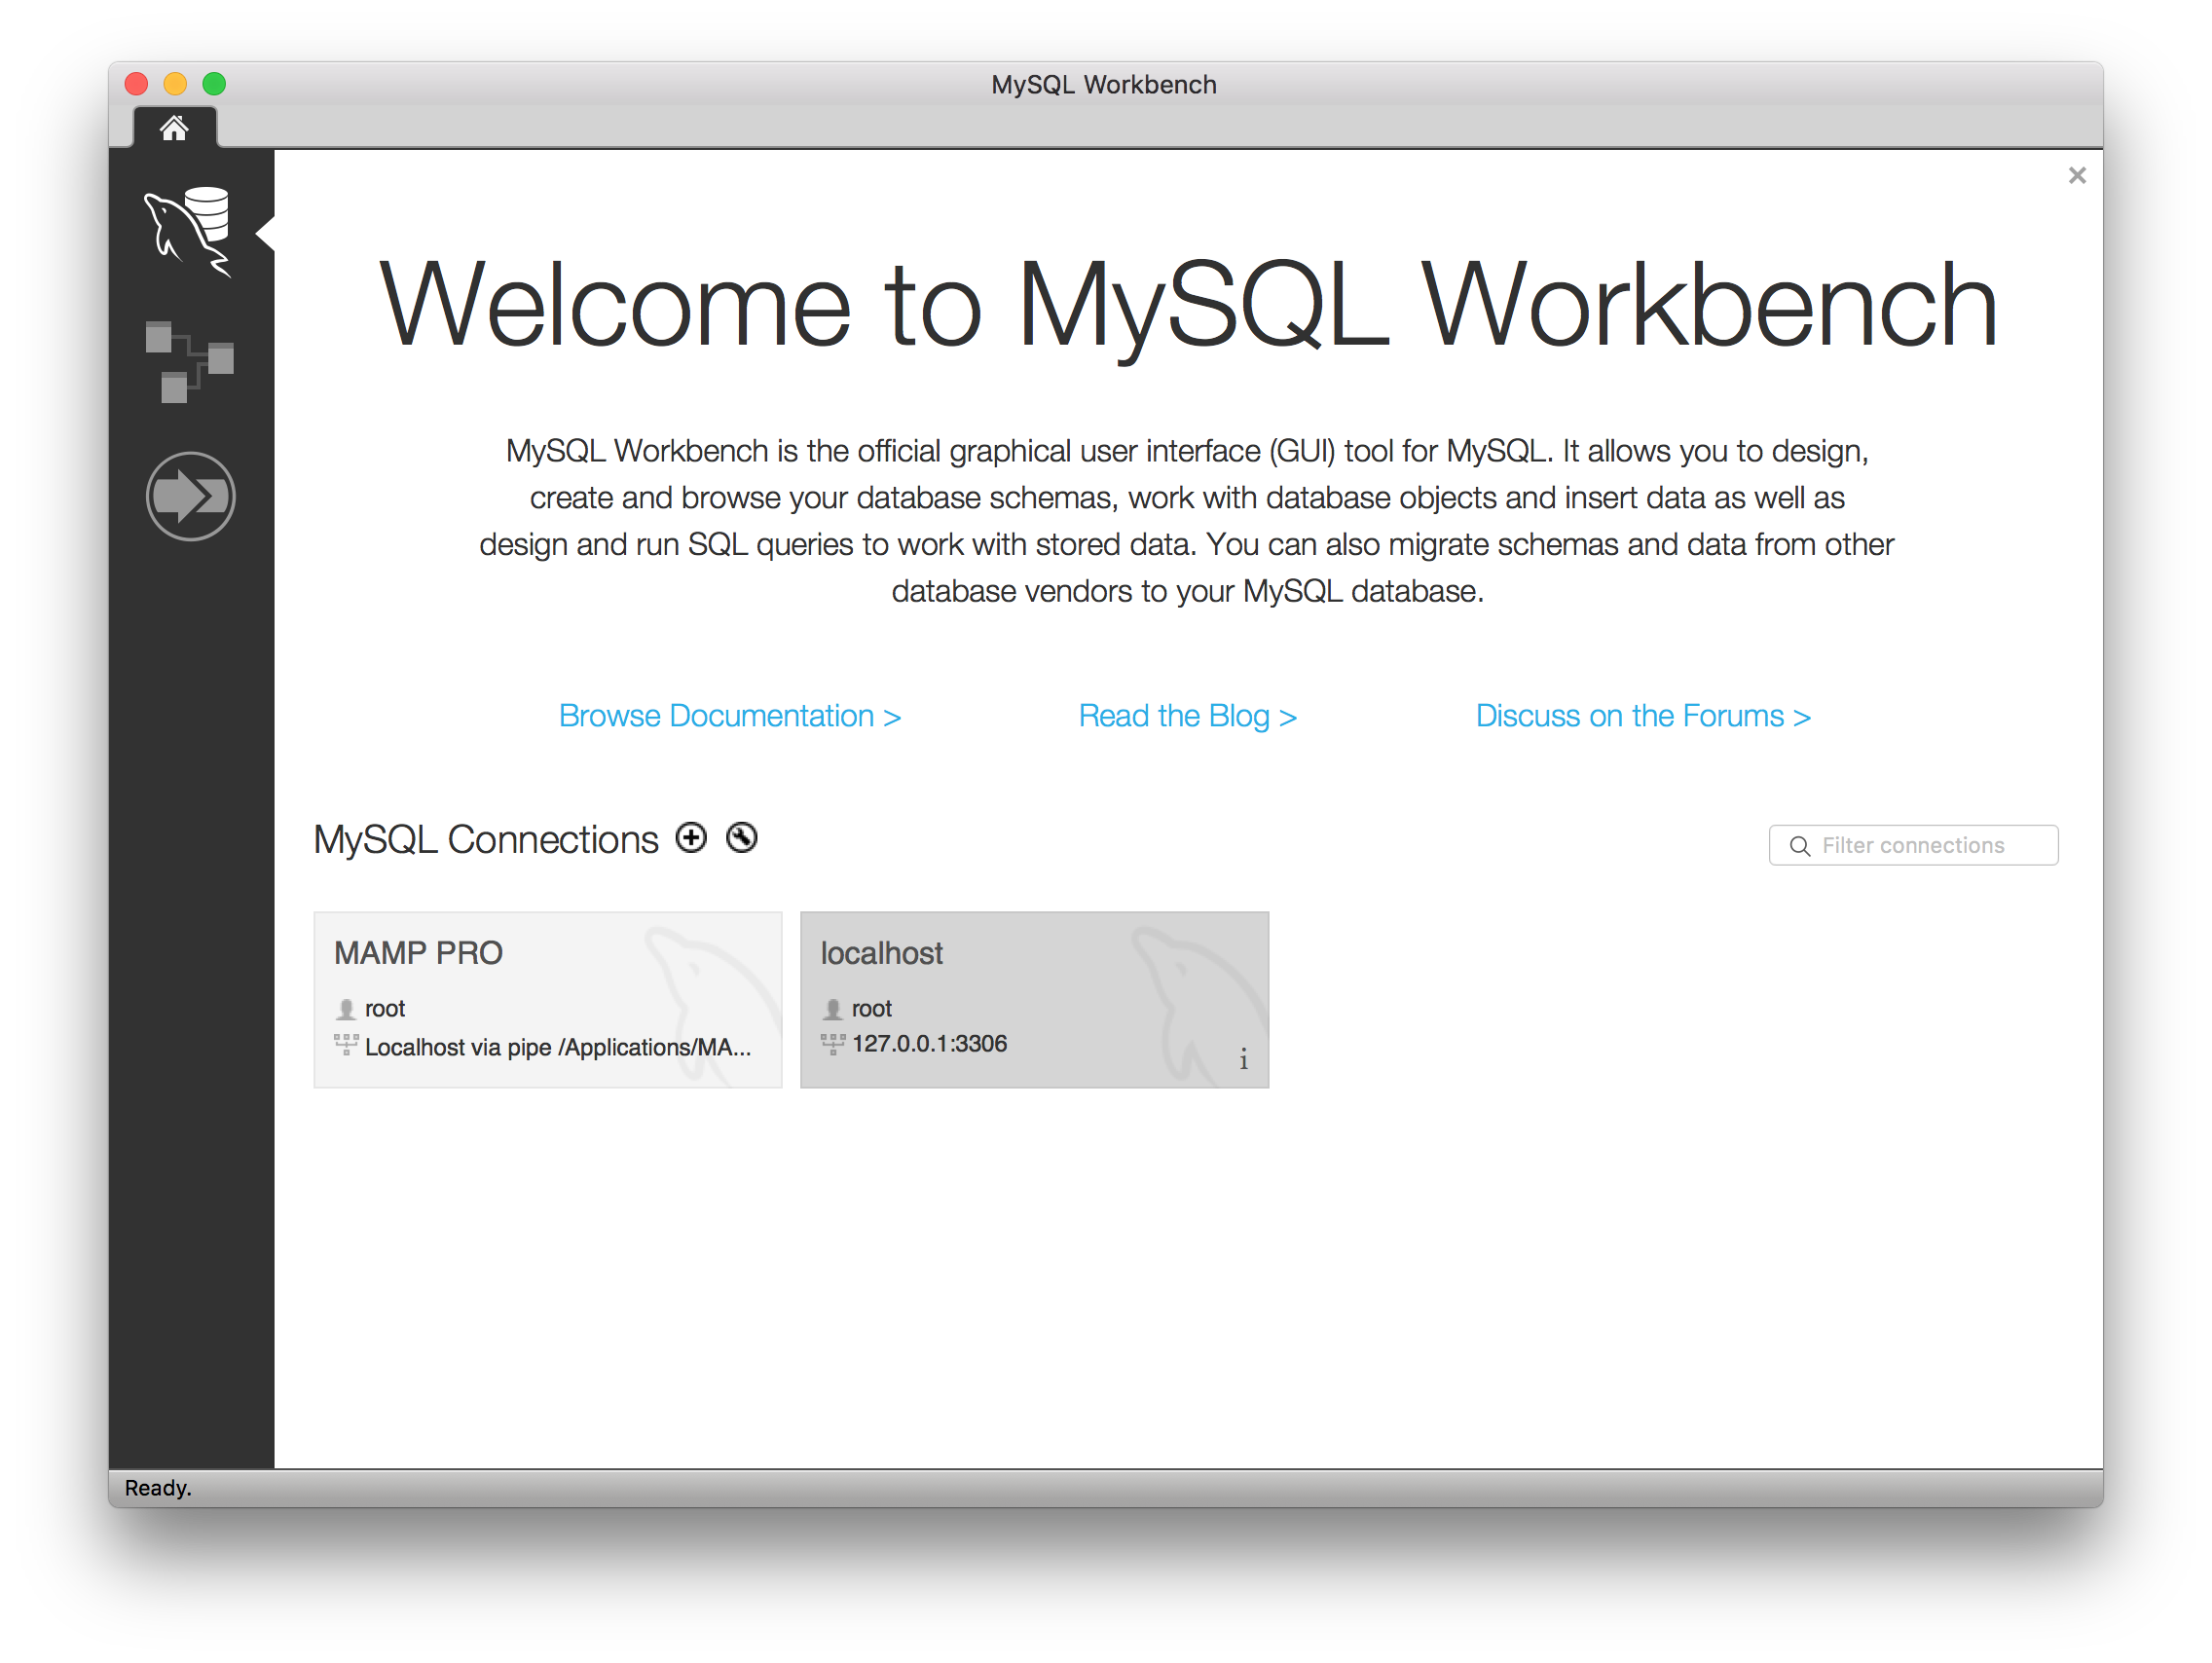 MySQL Workbench
Welcome to MySQL Workbench
MySQL Workbench is the official graphical user interface (GUI) tool for MySQL. It allows you to design,
create and browse your database schemas, work with database objects and insert data as well as
design and run SQL queries to work with stored data. You can also migrate schemas and data from other
database vendors to your MySQL database.
Browse Documentation >
Read the Blog >
Discuss on the Forums >
MySQL Connections
Filter connections
MAMP PRO
root
Localhost via pipe /Applications/MA...
localhost
root
127.0.0.1:3306
i
Ready.